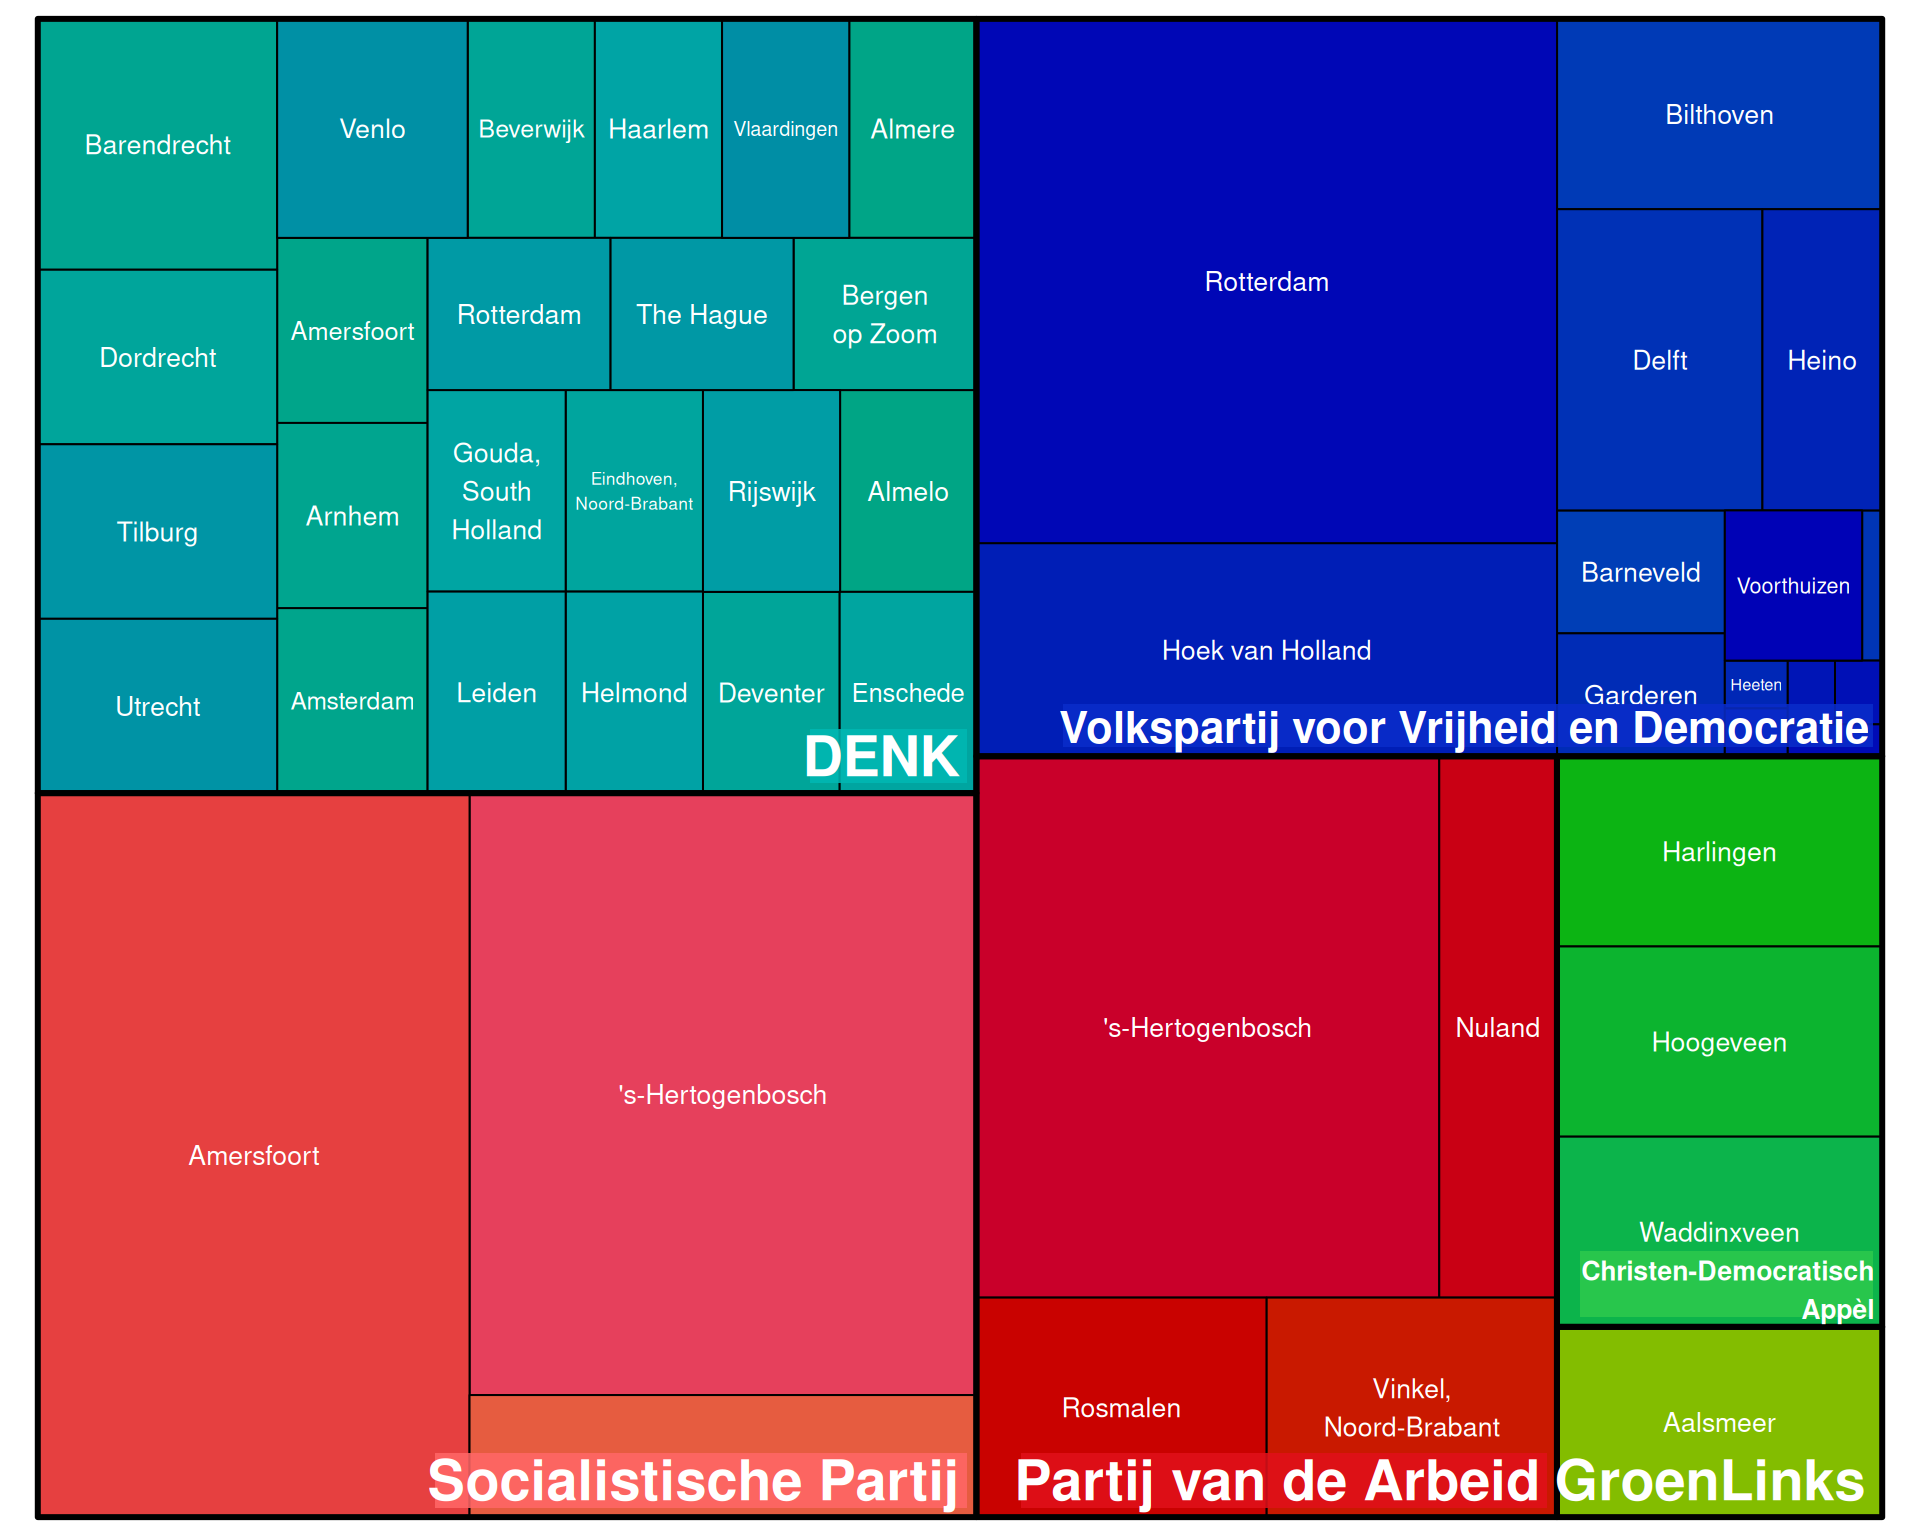 Barendrecht
Venlo
Beverwijk
Haarlem
Vlaardingen
Almere
Dordrecht
Amersfoort
Rotterdam
The Hague
Bergen
op Zoom
Tilburg
Arnhem
Gouda,
South
Holland
Eindhoven,
Noord-Brabant
Rijswijk
Almelo
Utrecht
Amsterdam
Leiden
Helmond
Deventer
Enschede
DENK
Rotterdam
Bilthoven
Delft
Heino
Hoek van Holland
Barneveld
Voorthuizen
Garderen
Heeten
Volkspartij voor Vrijheid en Democratie
Amersfoort
's-Hertogenbosch
Socialistische Partij
's-Hertogenbosch
Nuland
Rosmalen
Vinkel,
Noord-Brabant
Partij van de Arbeid
Harlingen
Hoogeveen
Waddinxveen
Christen-Democratisch
Appèl
Aalsmeer
GroenLinks